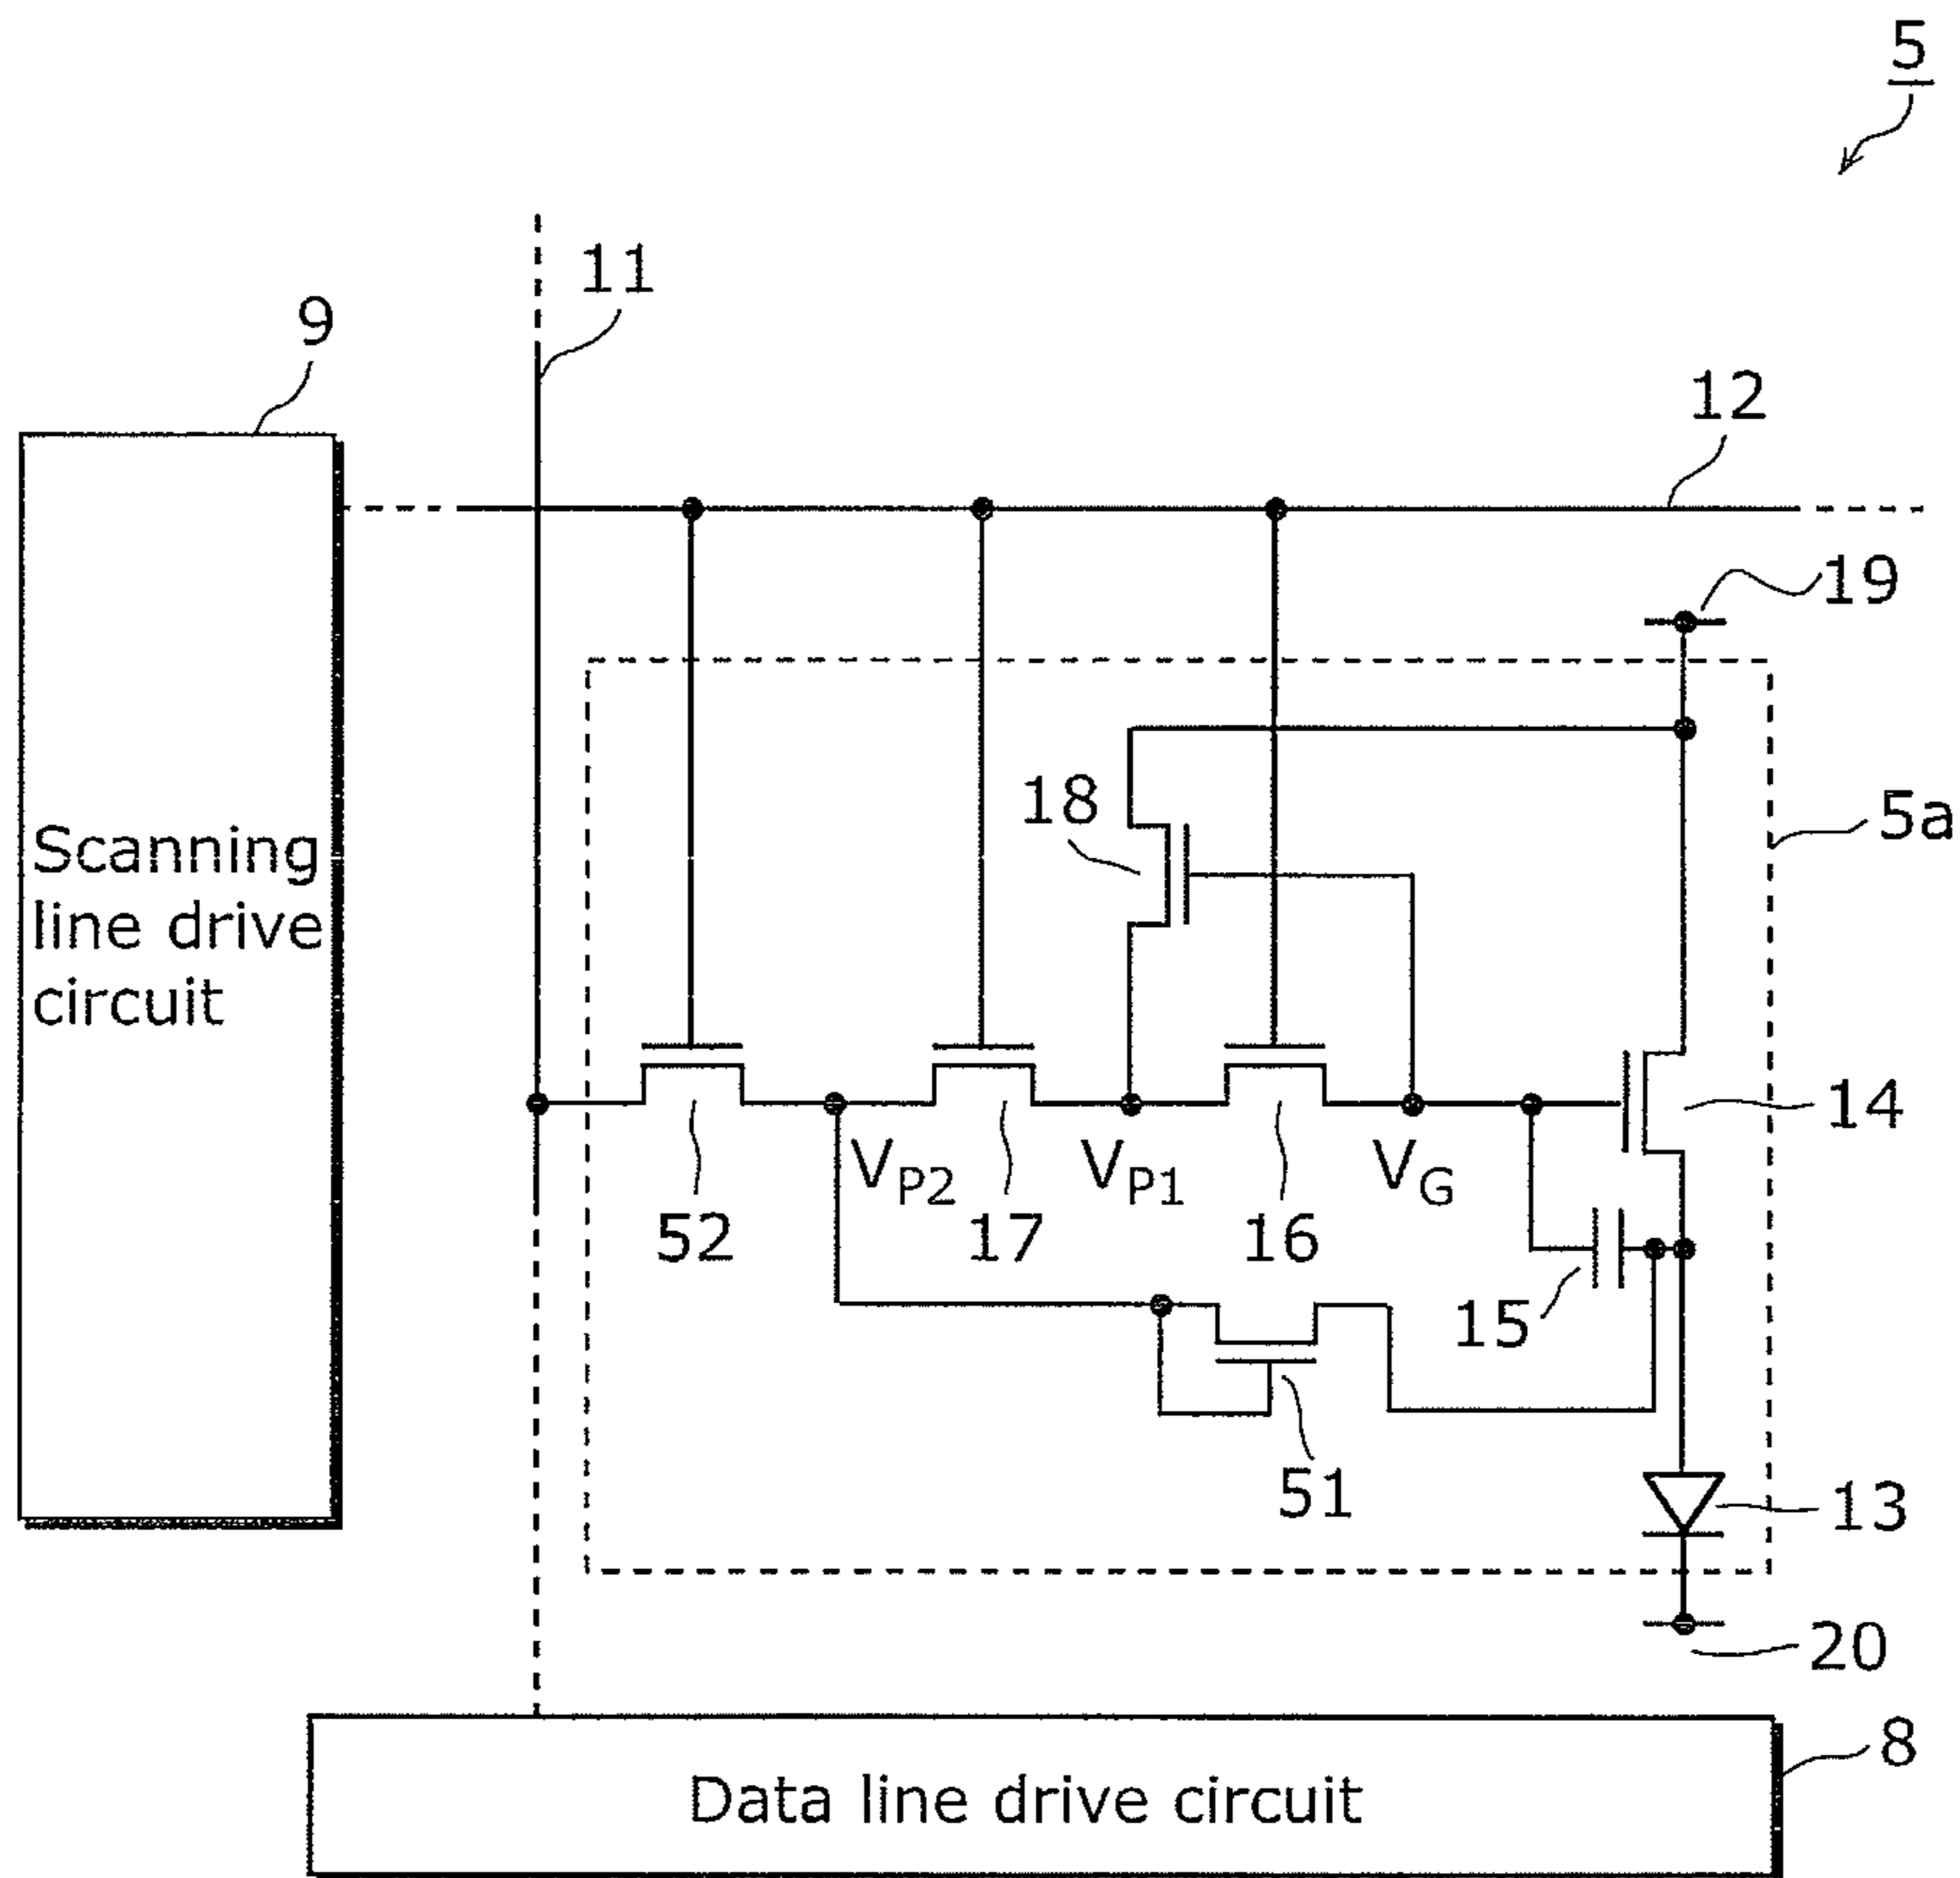 5
11
9
12
19
18
5a
Scanning
line drive
circuit
14
VP2
VP1
VG
52
17
16
15
51
13
20
8
Data line drive circuit